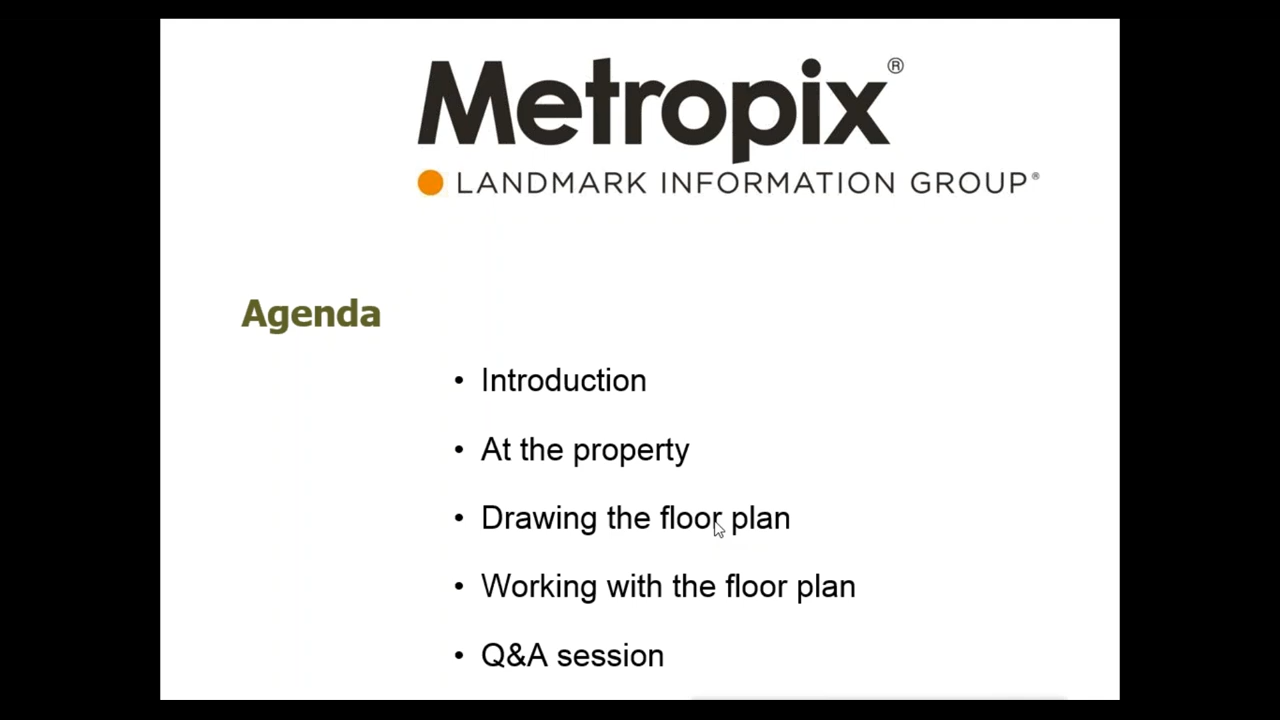 Metropix®
LANDMARK INFORMATION GROUP®
Agenda
• Introduction
• At the property
• Drawing the floor plan
• Working with the floor plan
• Q&A session